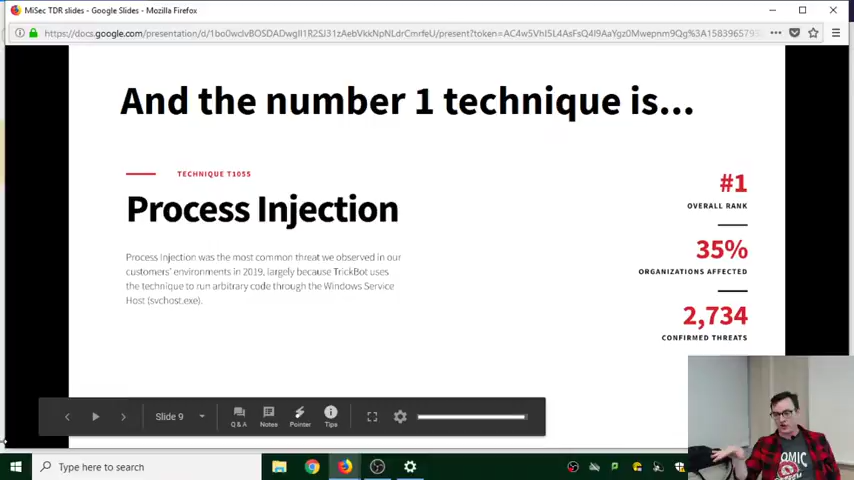 MiSec TDR slides - Google Slides - Mozilla Firefox
And the number 1 technique is...
TECHNIQUE T1055
Process Injection
Process Injection was the most common threat we observed in our
customers' environments in 2019, largely because TrickBot uses
the technique to run arbitrary code through the Windows Service
Host (svchost.exe).
#1
OVERALL RANK
35%
ORGANIZATIONS AFFECTED
2,734
CONFIRMED THREATS
Slide 9
Q & A
Notes
Pointer
Tips
Type here to search